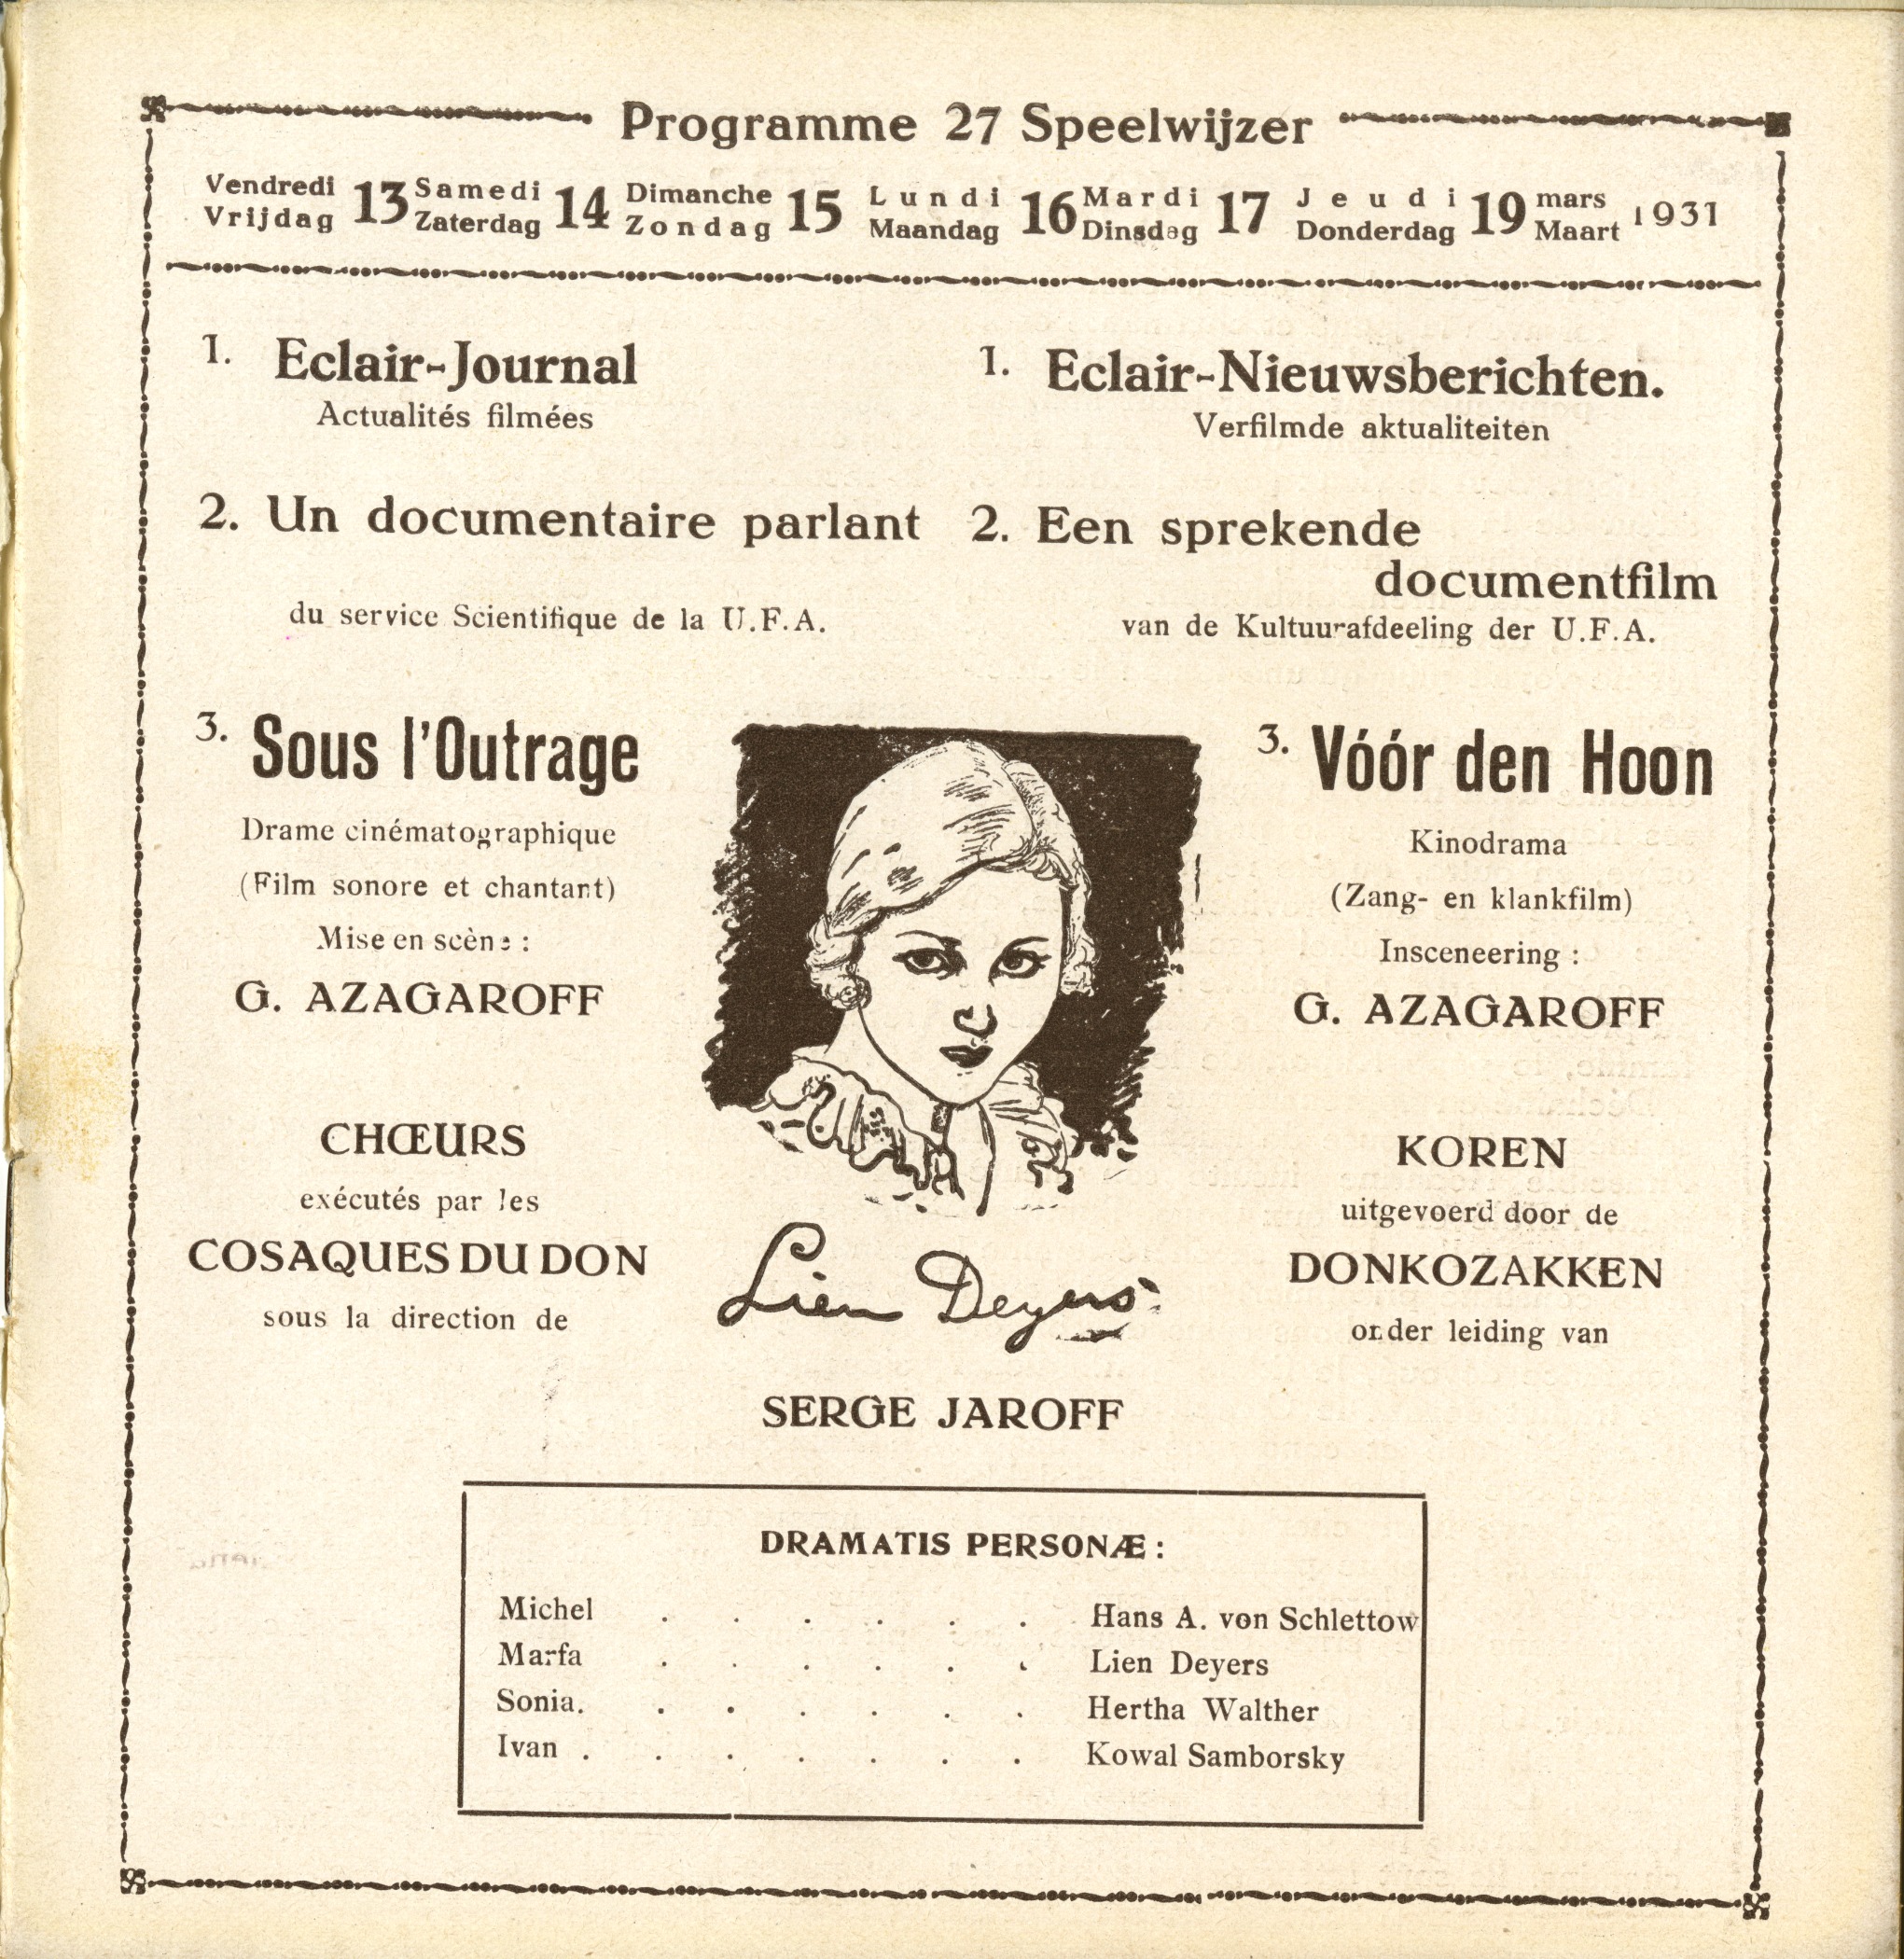 Programme 27 Speelwijzer
Vendredi 13 Samedi 14 Dimanche 15 Lundi 16 Mardi 17 Jeudi 19 mars 1931
Vrijdag Zaterdag Zondag Maandag Dinsdag Donderdag Maart
1. Eclair-Journal
Actualités filmées
2. Un documentaire parlant
du service Scientifique de la U.F.A.
1. Eclair-Nieuwsberichten.
Verfilmde aktualiteiten
2. Een sprekende
documentfilm
van de Kultuurafdeeling der U.F.A.
3. Sous l'Outrage
Drame cinématographique
(Film sonore et chantant)
Mise en scène :
G. AZAGAROFF
CHŒURS
exécutés par les
COSAQUES DU DON
sous la direction de
Lien Deyers
3. Vóór den Hoon
Kinodrama
(Zang- en klankfilm)
Insceneering :
G. AZAGAROFF
KOREN
uitgevoerd door de
DONKOZAKKEN
onder leiding van
SERGE JAROFF
DRAMATIS PERSONÆ :
Michel . . . . . . Hans A. von Schlettow
Marfa . . . . . . Lien Deyers
Sonia. . . . . . . Hertha Walther
Ivan . . . . . . . Kowal Samborsky